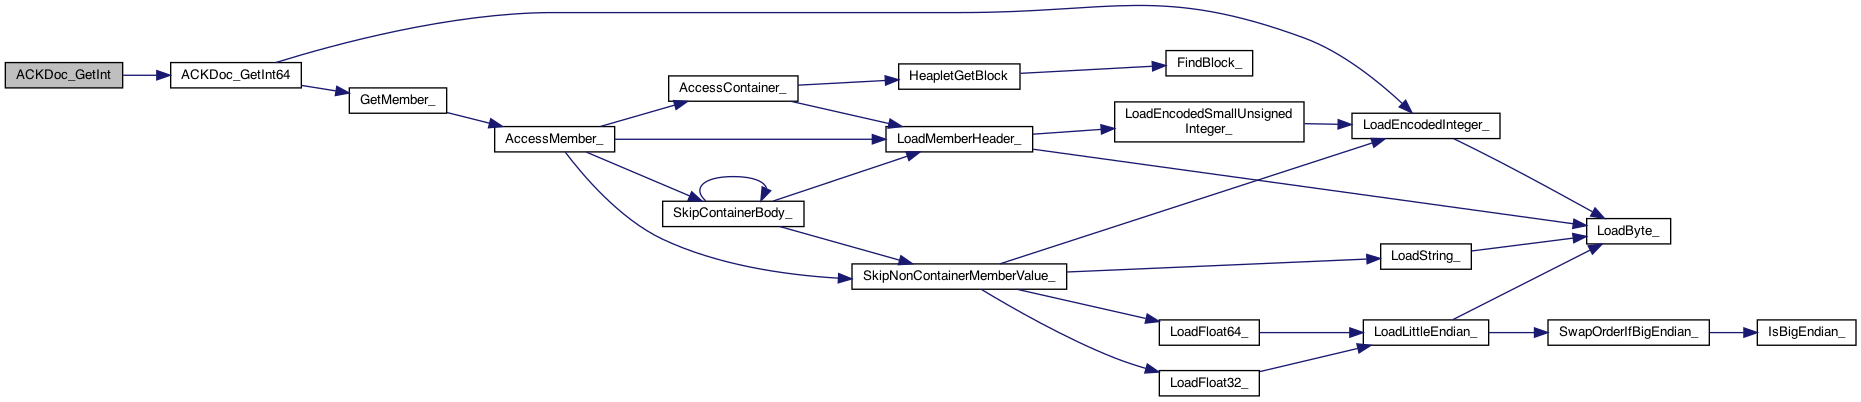 ACKDoc_GetInt
ACKDoc_GetInt64
GetMember_
AccessMember_
AccessContainer_
SkipContainerBody_
HeapletGetBlock
LoadMemberHeader_
SkipNonContainerMemberValue_
FindBlock_
LoadEncodedSmallUnsigned
Integer_
LoadFloat64_
LoadFloat32_
LoadEncodedInteger_
LoadString_
LoadLittleEndian_
LoadByte_
SwapOrderIfBigEndian_
IsBigEndian_